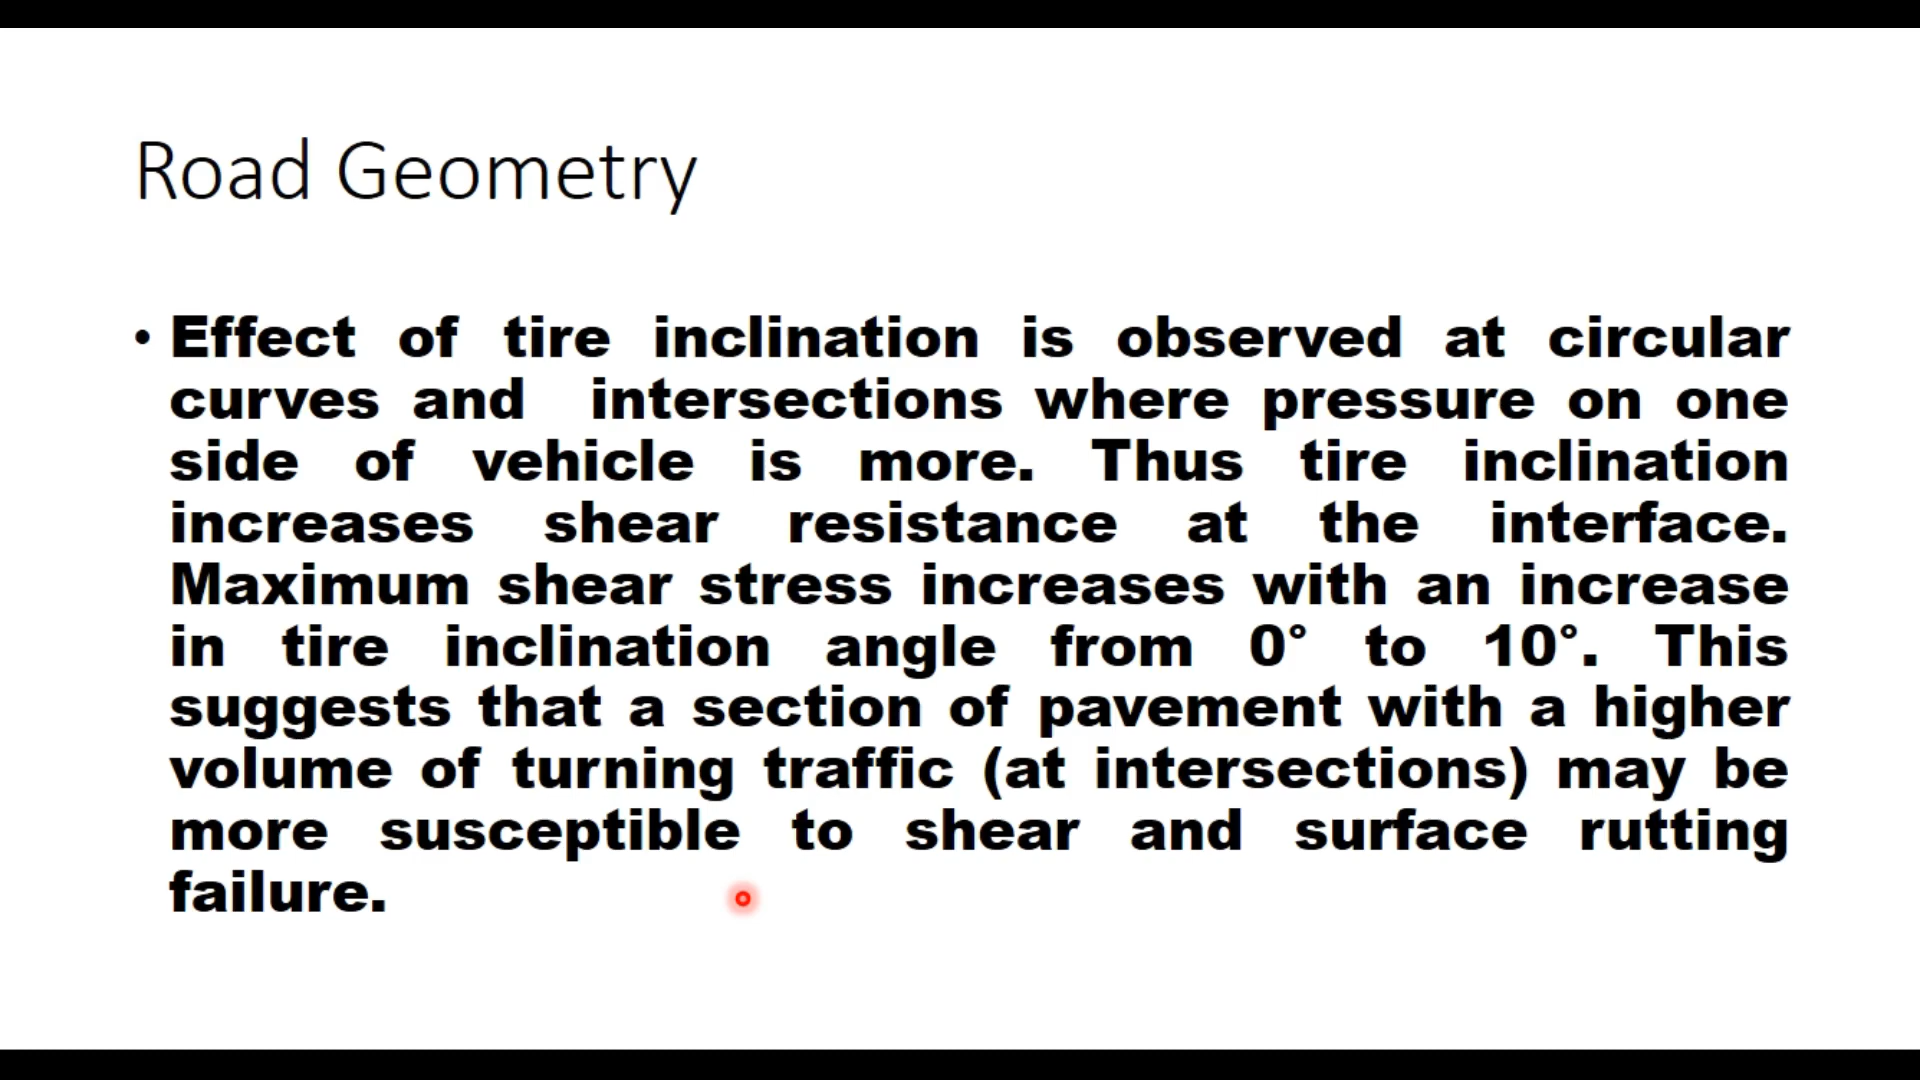 Road Geometry
• Effect of tire inclination is observed at circular
curves and intersections where pressure on one
side of vehicle is more. Thus tire inclination
increases shear resistance at the interface.
Maximum shear stress increases with an increase
in tire inclination angle from 0° to 10°. This
suggests that a section of pavement with a higher
volume of turning traffic (at intersections) may be
more susceptible to shear and surface rutting
failure.